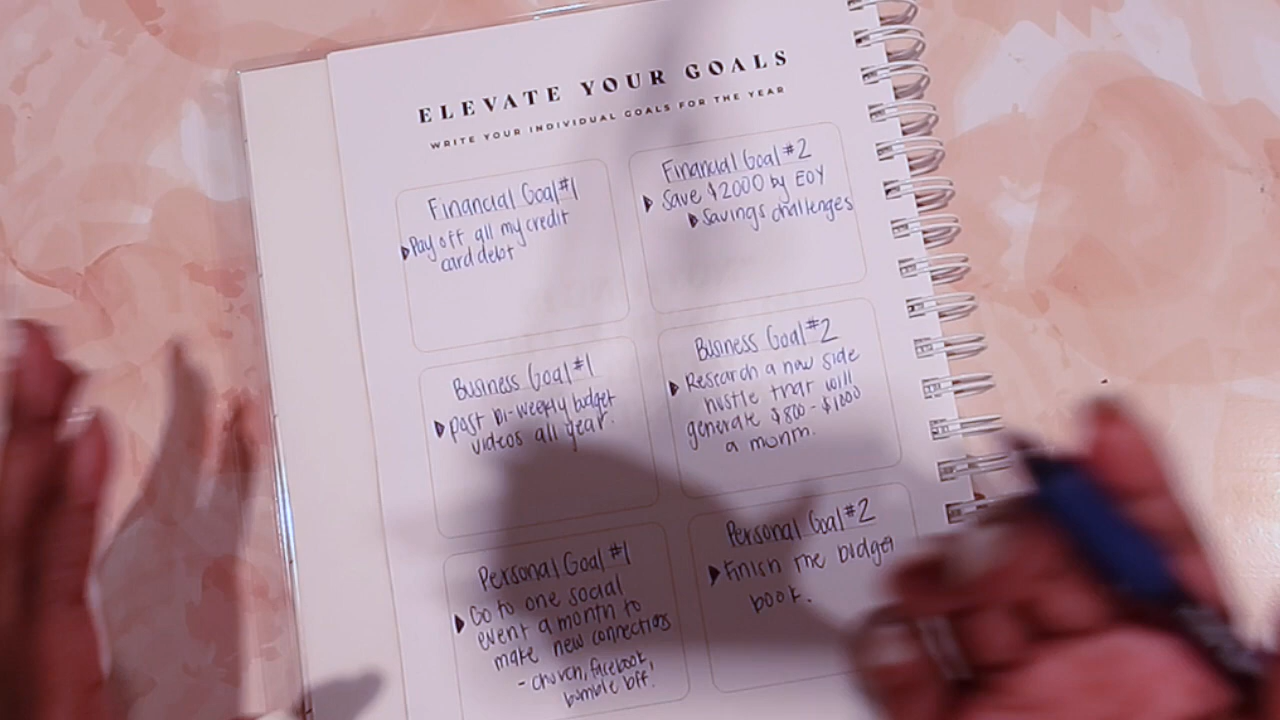 ELEVATE YOUR GOALS
WRITE YOUR INDIVIDUAL GOALS FOR THE YEAR
Financial Goal #1
Pay off all my credit
card debt
Financial Goal #2
Save $2000 by EOY
Savings challenges
Business Goal #1
post bi-weekly budget
videos all year.
Business Goal #2
Research a new side
hustle that will
generate $800 - $1000
a month.
Personal Goal #1
Go to one social
event a month to
make new connections
- church, facebook,
bumble bff.
Personal Goal #2
Finish the budget
book.